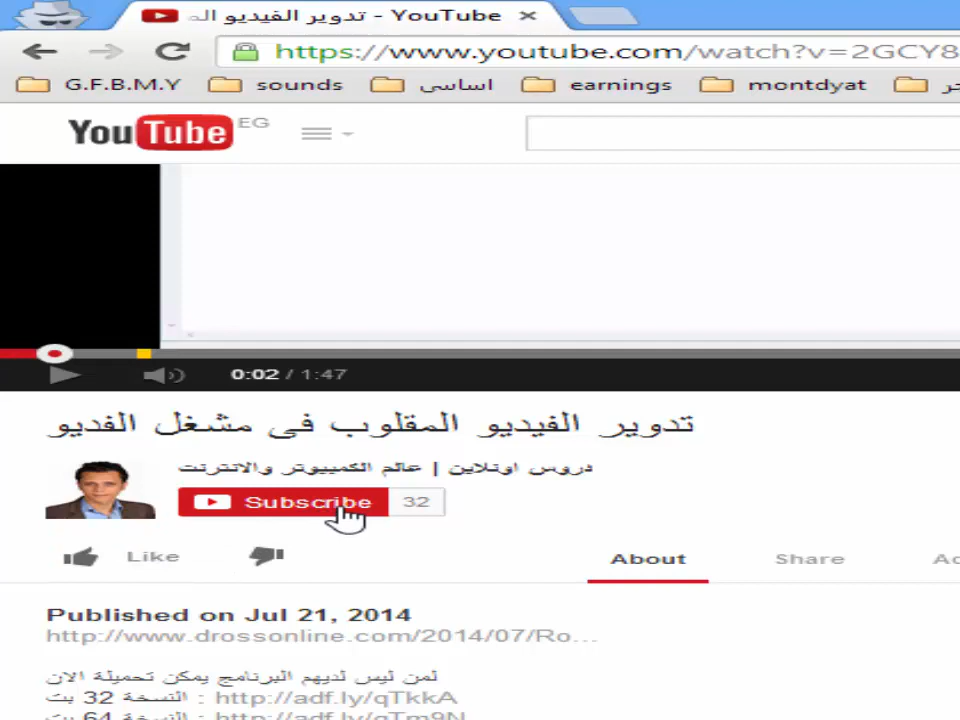 تدوير الفيديو الم - YouTube
https://www.youtube.com/watch?v=2GCY8
G.F.B.M.Y sounds اساسى earnings montdyat
YouTube EG
0:02 / 1:47
تدوير الفيديو المقلوب فى مشغل الفديو
دروس اونلاين | عالم الكمبيوتر والانترنت
Subscribe 32
Like About Share
Published on Jul 21, 2014
http://www.drossonline.com/2014/07/Ro...
لمن ليس لديهم البرنامج يمكن تحميلة الان
النسخة 32 بت : http://adf.ly/qTkkA
النسخة 64 بت : http://adf.ly/qTm9N